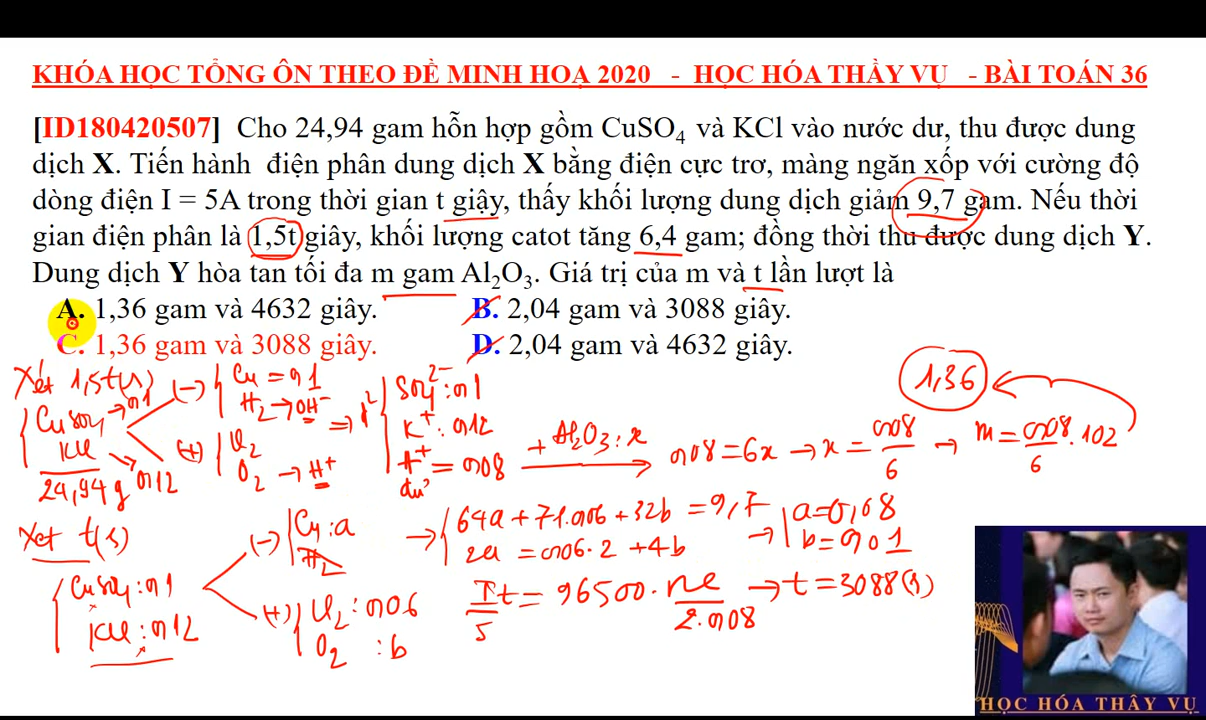 KHÓA HỌC TỔNG ÔN THEO ĐỀ MINH HOẠ 2020 - HỌC HÓA THẦY VỤ - BÀI TOÁN 36
[ID180420507] Cho 24,94 gam hỗn hợp gồm CuSO₄ và KCl vào nước dư, thu được dung
dịch X. Tiến hành điện phân dung dịch X bằng điện cực trơ, màng ngăn xốp với cường độ
dòng điện I = 5A trong thời gian t giậy, thấy khối lượng dung dịch giảm 9,7 gam. Nếu thời
gian điện phân là 1,5t giây, khối lượng catot tăng 6,4 gam; đồng thời thu được dung dịch Y.
Dung dịch Y hòa tan tối đa m gam Al₂O₃. Giá trị của m và t lần lượt là
A. 1,36 gam và 4632 giây. B. 2,04 gam và 3088 giây.
C. 1,36 gam và 3088 giây. D. 2,04 gam và 4632 giây.
Xét 1,5t(s)
CuSO₄ → 0,1
KCl → 0,12
24,94g
(-) Cu = 0,1
H₂ → OH⁻
(+) Cl₂
O₂ → H⁺
⇒ d²
SO₄²⁻ : 0,1
K⁺ : 0,12
H⁺ = 0,08
dư
+ Al₂O₃ : x
0,08 = 6x → x = 0,08/6 → m = 0,08/6 . 102
1,36
Xét t(s)
CuSO₄ : 0,1
KCl : 0,12
(-) Cu : a
H₂
(+) Cl₂ : 0,06
O₂ : b
→ 64a + 71.0,06 + 32b = 9,7
2a = 0,06.2 + 4b
→ a = 0,08
b = 0,01
It = 96500 . ne → t = 3088(s)
5 2.0,08
HỌC HÓA THẦY VỤ